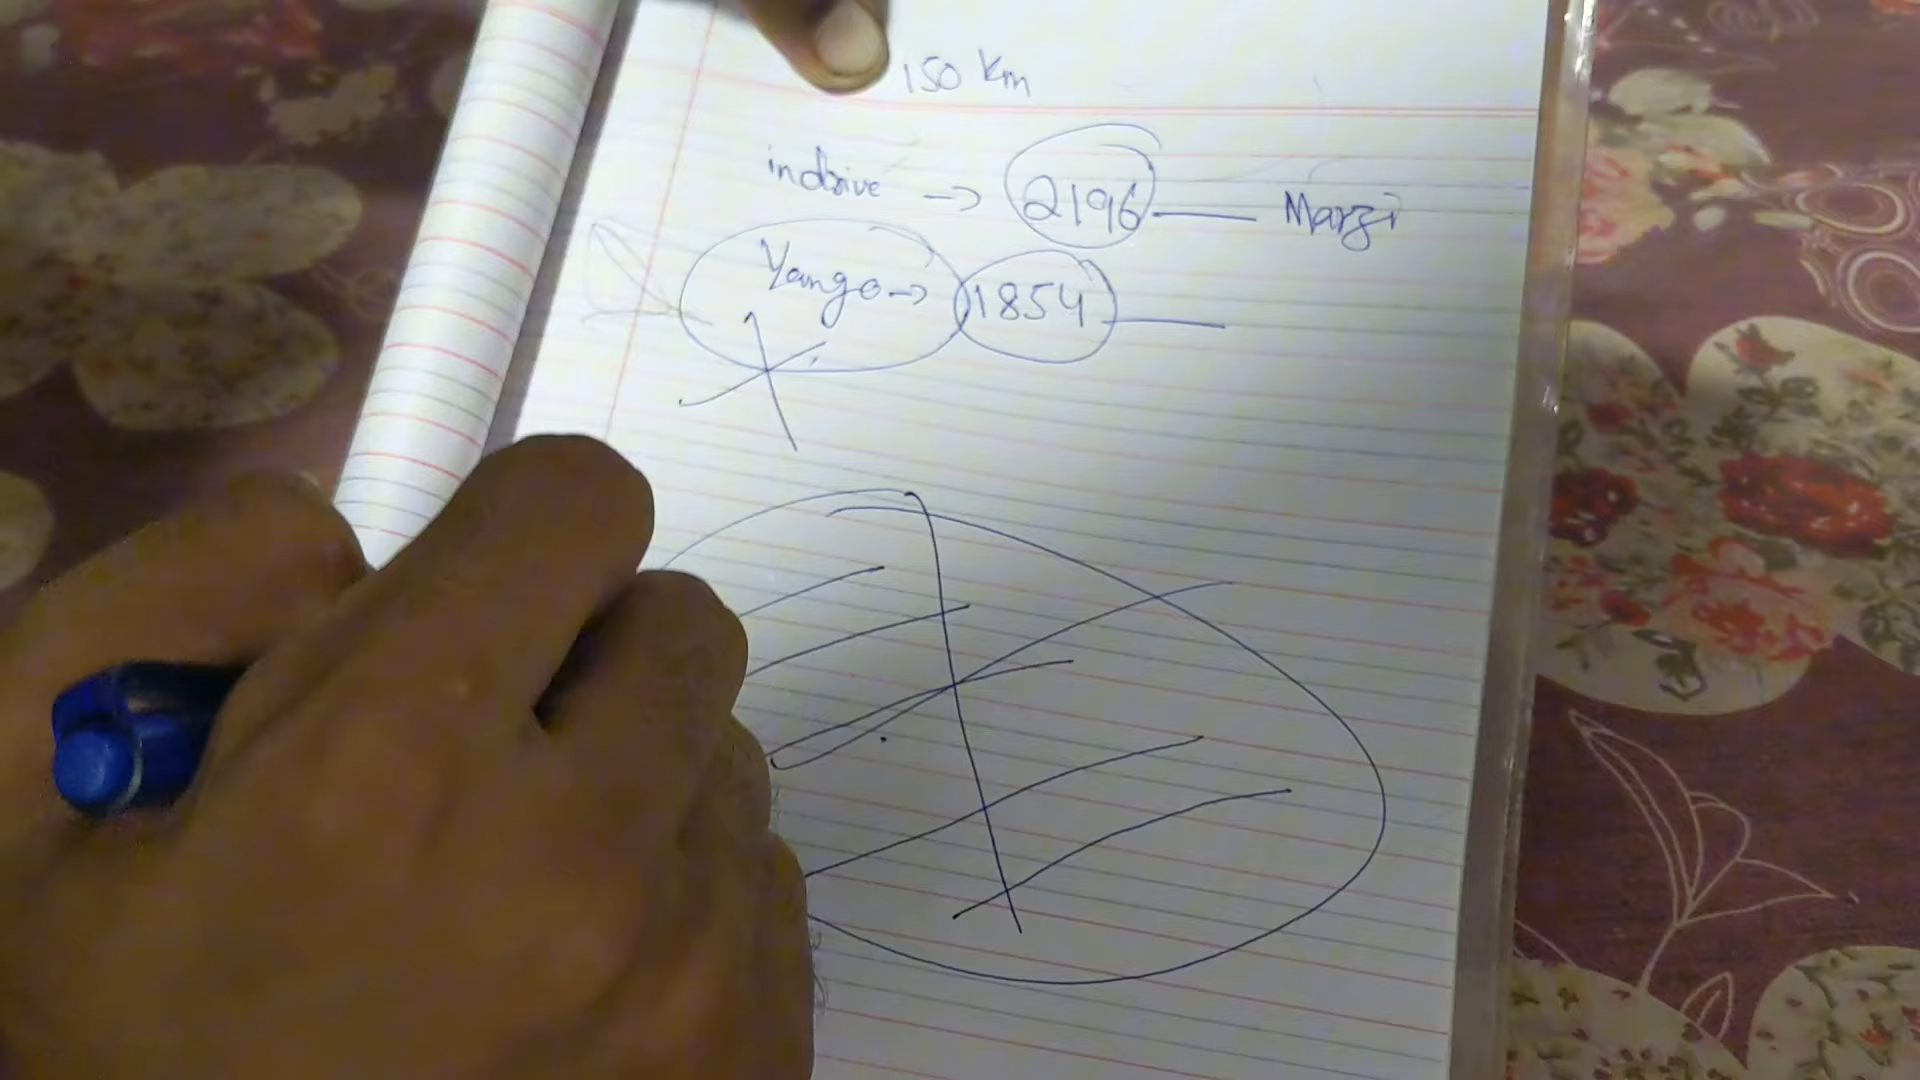 150 Km
indrive → 2196 — Marzi
Yango → 1854 —